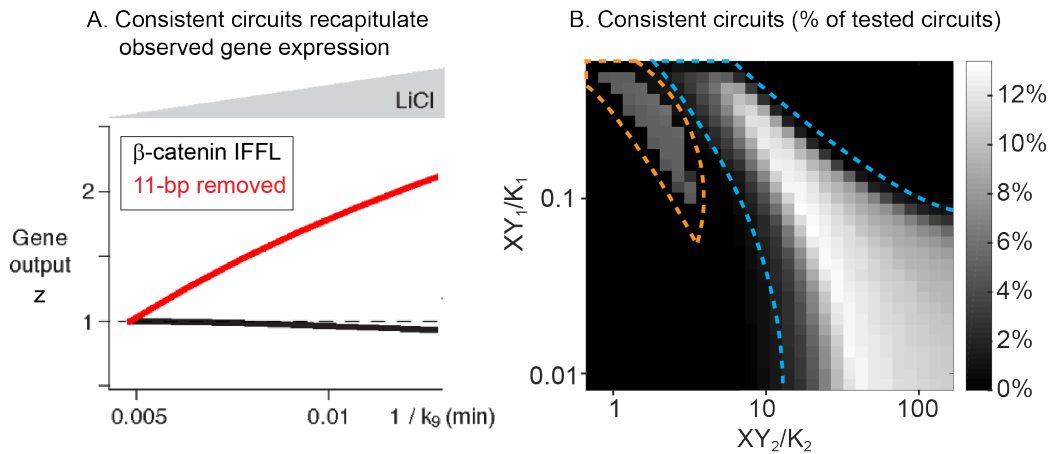 A. Consistent circuits recapitulate
observed gene expression
LiCl
β-catenin IFFL
11-bp removed
2
1
Gene
output
z
0.005
0.01
1 / k₉ (min)
B. Consistent circuits (% of tested circuits)
XY₁/K₁
0.1
0.01
1
10
100
XY₂/K₂
12%
10%
8%
6%
4%
2%
0%